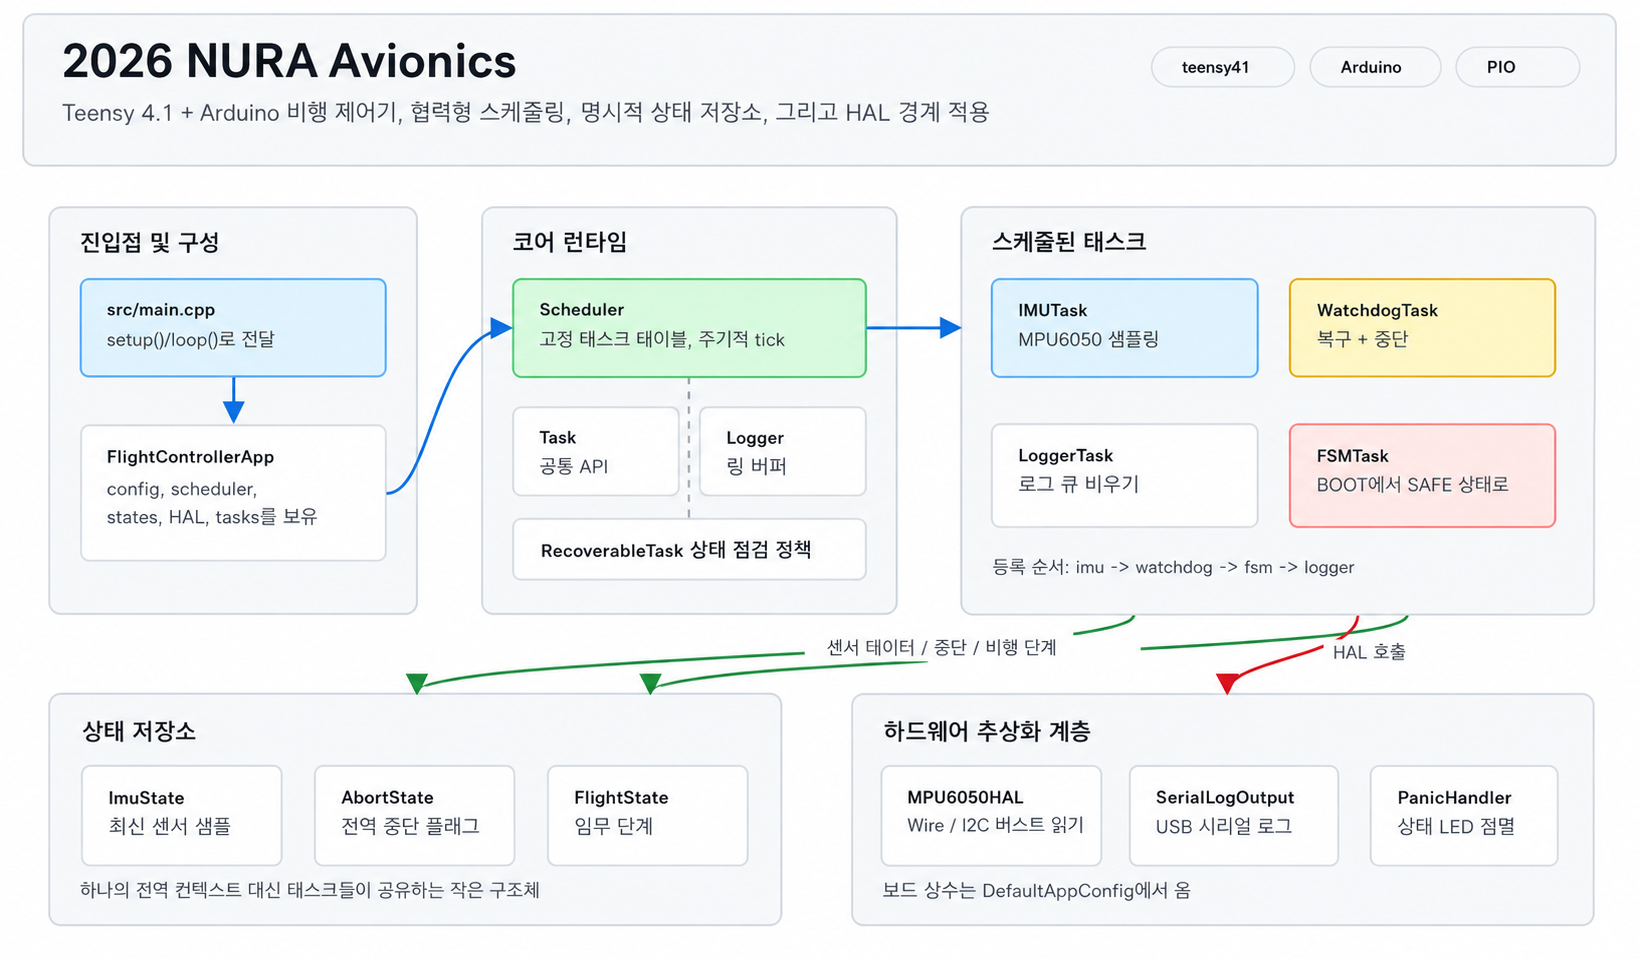 2026 NURA Avionics
teensy41
Arduino
PIO
Teensy 4.1 + Arduino 비행 제어기, 협력형 스케줄링, 명시적 상태 저장소, 그리고 HAL 경계 적용
진입점 및 구성
src/main.cpp
setup()/loop()로 전달
FlightControllerApp
config, scheduler,
states, HAL, tasks를 보유
코어 런타임
Scheduler
고정 태스크 태이블, 주기적 tick
Task
공통 API
Logger
링 버퍼
RecoverableTask 상태 점검 정책
스케줄된 태스크
IMUTask
MPU6050 샘플링
WatchdogTask
복구 + 중단
LoggerTask
로그 큐 비우기
FSMTask
BOOT에서 SAFE 상태로
등록 순서: imu -> watchdog -> fsm -> logger
센서 데이터 / 중단 / 비행 단계
HAL 호출
상태 저장소
ImuState
최신 센서 샘플
AbortState
전역 중단 플래그
FlightState
임무 단계
하나의 전역 컨텍스트 대신 태스크들이 공유하는 작은 구조체
하드웨어 추상화 계층
MPU6050HAL
Wire / I2C 버스트 읽기
SerialLogOutput
USB 시리얼 로그
PanicHandler
상태 LED 점멸
보드 상수는 DefaultAppConfig에서 옴